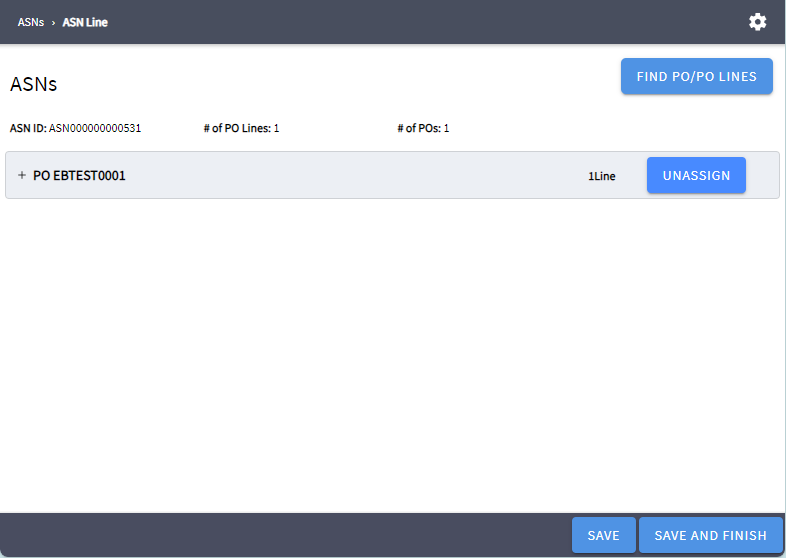 ASNs › ASN Line
FIND PO/PO LINES
ASNs
ASN ID: ASN000000000531 # of PO Lines: 1 # of POs: 1
+ PO EBTEST0001 1Line UNASSIGN
SAVE SAVE AND FINISH